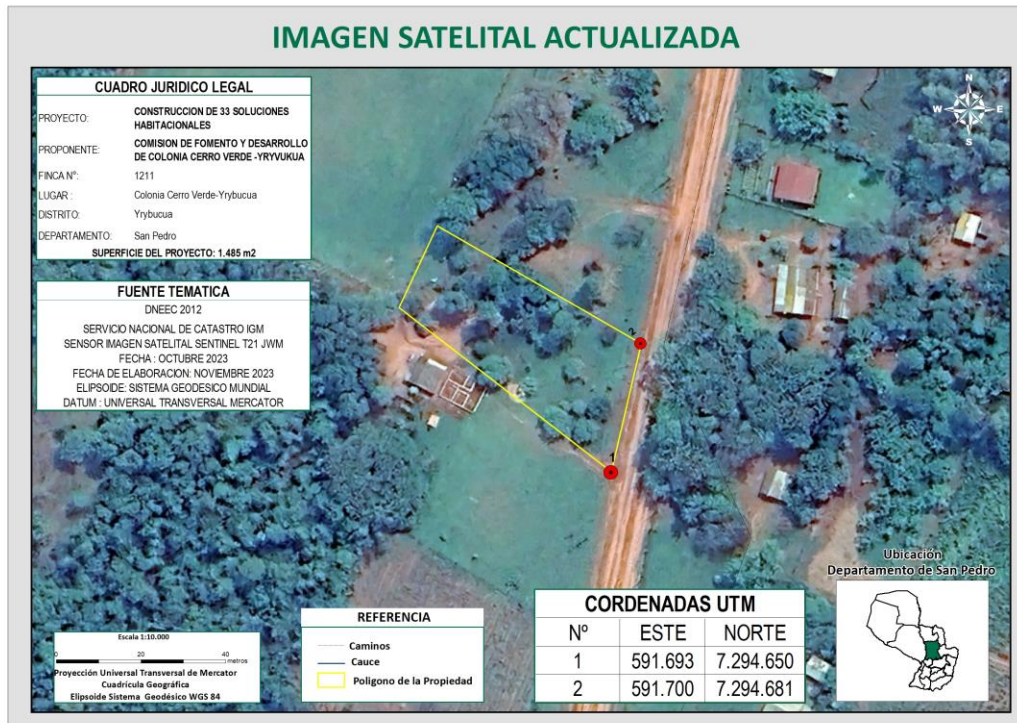 IMAGEN SATELITAL ACTUALIZADA
CUADRO JURIDICO LEGAL
PROYECTO: CONSTRUCCION DE 33 SOLUCIONES
HABITACIONALES
PROPONENTE: COMISION DE FOMENTO Y DESARROLLO
DE COLONIA CERRO VERDE -YRYVUKUA
FINCA N°: 1211
LUGAR : Colonia Cerro Verde-Yrybucua
DISTRITO: Yrybucua
DEPARTAMENTO: San Pedro
SUPERFICIE DEL PROYECTO: 1.485 m2
FUENTE TEMATICA
DNEEC 2012
SERVICIO NACIONAL DE CATASTRO IGM
SENSOR IMAGEN SATELITAL SENTINEL T21 JWM
FECHA : OCTUBRE 2023
FECHA DE ELABORACION: NOVIEMBRE 2023
ELIPSOIDE: SISTEMA GEODESICO MUNDIAL
DATUM : UNIVERSAL TRANSVERSAL MERCATOR
N
W E
S
2
1
Escala 1:10.000
0 20 40
metros
Proyección Universal Transversal de Mercator
Cuadrícula Geográfica
Elipsoide Sistema Geodésico WGS 84
REFERENCIA
Caminos
Cauce
Poligono de la Propiedad
CORDENADAS UTM
Nº ESTE NORTE
1 591.693 7.294.650
2 591.700 7.294.681
Ubicación
Departamento de San Pedro